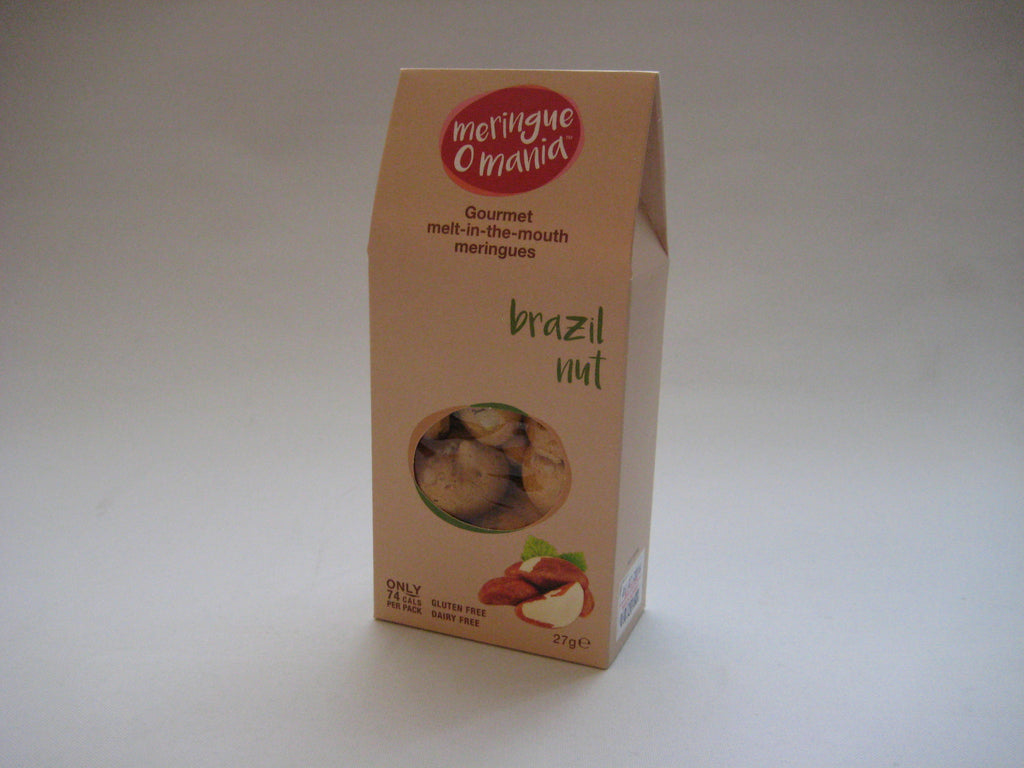 meringue
O mania™
Gourmet
melt-in-the-mouth
meringues
brazil
nut
ONLY
74 CALS
PER PACK
GLUTEN FREE
DAIRY FREE
27g℮